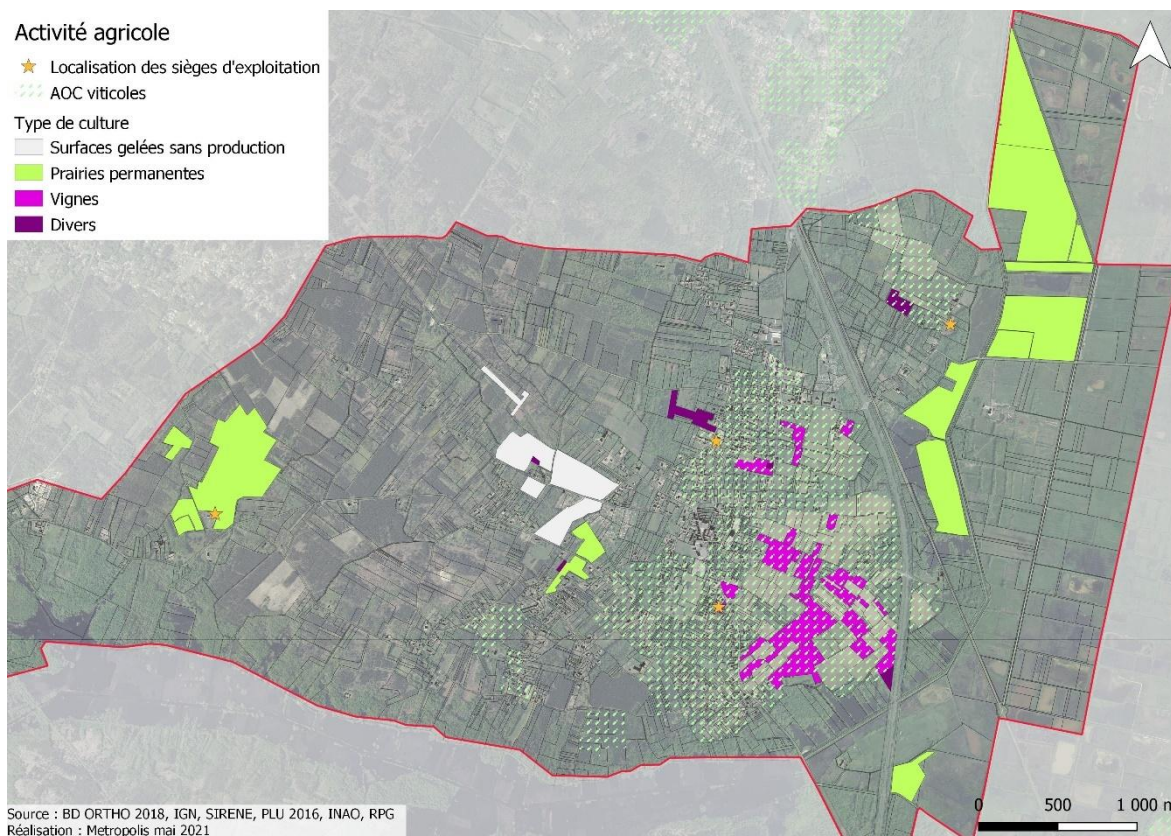 Activité agricole
Localisation des sièges d'exploitation
AOC viticoles
Type de culture
Surfaces gelées sans production
Prairies permanentes
Vignes
Divers
Source : BD ORTHO 2018, IGN, SIRENE, PLU 2016, INAO, RPG
Réalisation : Metropolis mai 2021
0 500 1 000 m